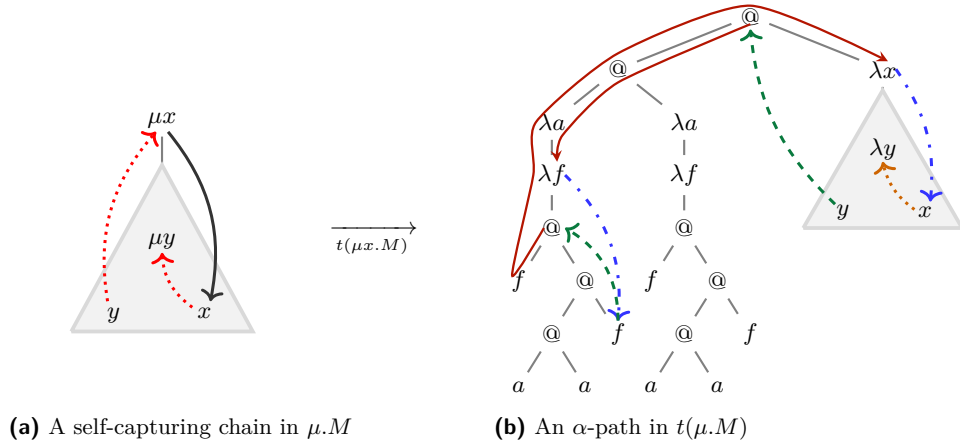 @
@ λx
μx λa λa
λf λf λy
μy @ @ y x
t(μx.M)
f @ f @
y x @ f @ f
a a a a
(a) A self-capturing chain in μ.M (b) An α-path in t(μ.M)